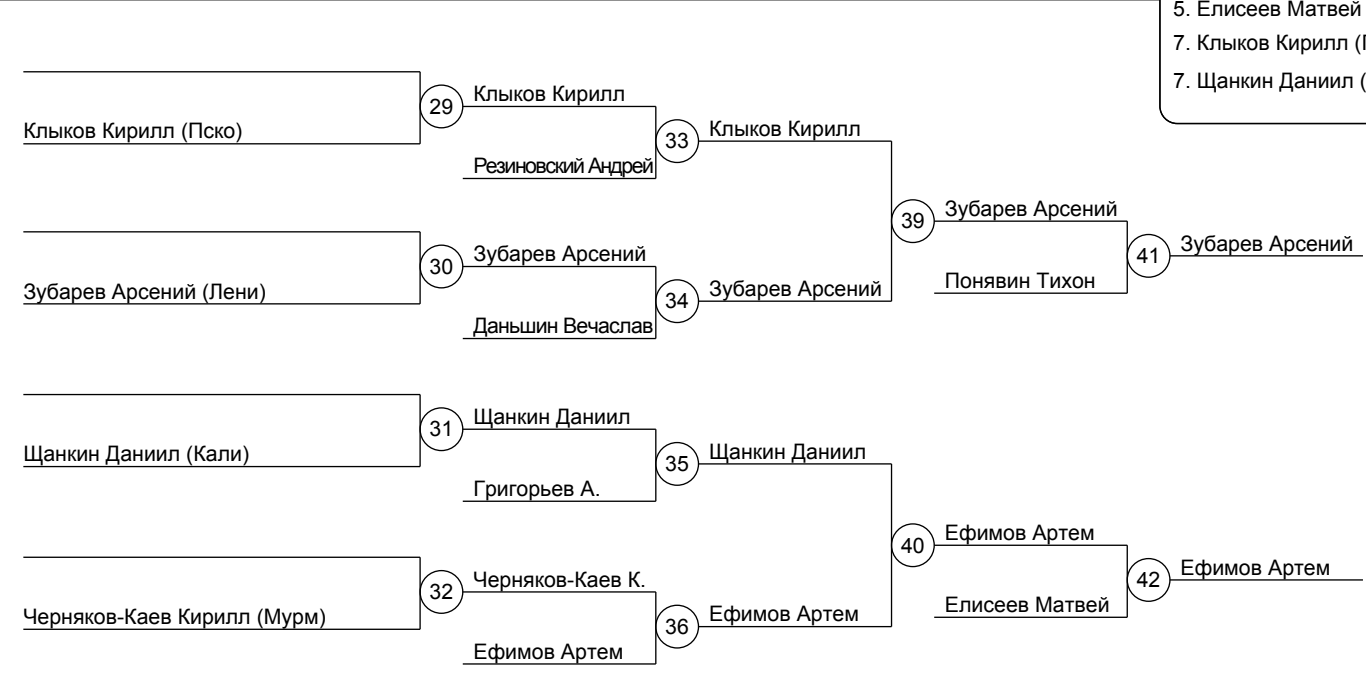 5. Елисеев Матвей
7. Клыков Кирилл (
7. Щанкин Даниил (
Клыков Кирилл (Пско)
29
Клыков Кирилл
Резиновский Андрей
33
Клыков Кирилл
Зубарев Арсений (Лени)
30
Зубарев Арсений
Даньшин Вечаслав
34
Зубарев Арсений
39
Зубарев Арсений
Понявин Тихон
41
Зубарев Арсений
Щанкин Даниил (Кали)
31
Щанкин Даниил
Григорьев А.
35
Щанкин Даниил
Черняков-Каев Кирилл (Мурм)
32
Черняков-Каев К.
Ефимов Артем
36
Ефимов Артем
40
Ефимов Артем
Елисеев Матвей
42
Ефимов Артем